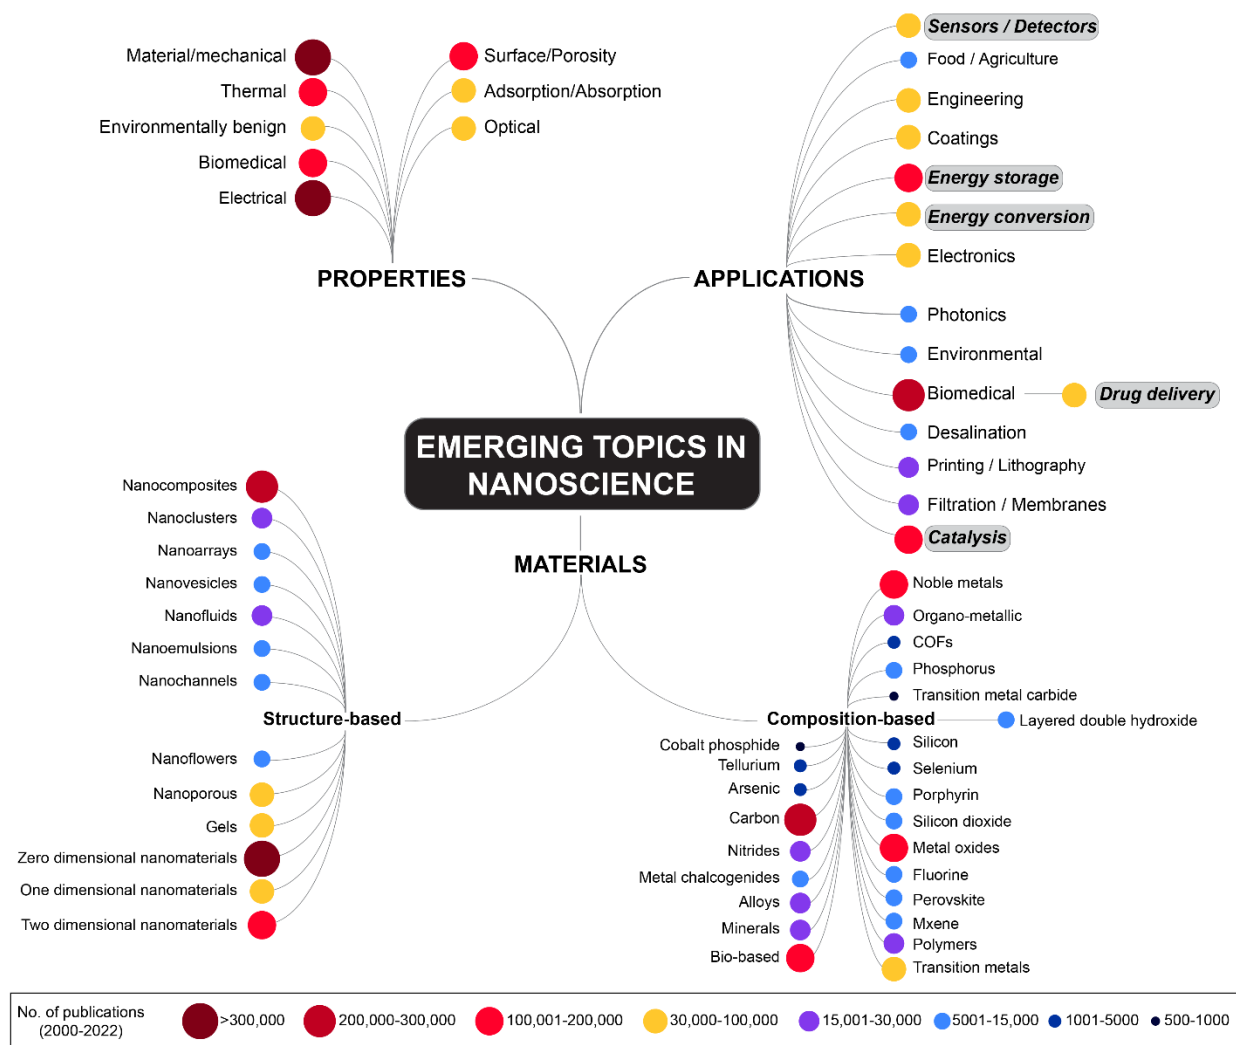 Material/mechanical
Thermal
Environmentally benign
Biomedical
Electrical
Surface/Porosity
Adsorption/Absorption
Optical
PROPERTIES
Sensors / Detectors
Food / Agriculture
Engineering
Coatings
Energy storage
Energy conversion
Electronics
APPLICATIONS
Photonics
Environmental
Biomedical
Drug delivery
Desalination
Printing / Lithography
Filtration / Membranes
Catalysis
EMERGING TOPICS IN
NANOSCIENCE
MATERIALS
Nanocomposites
Nanoclusters
Nanoarrays
Nanovesicles
Nanofluids
Nanoemulsions
Nanochannels
Structure-based
Nanoflowers
Nanoporous
Gels
Zero dimensional nanomaterials
One dimensional nanomaterials
Two dimensional nanomaterials
Noble metals
Organo-metallic
COFs
Phosphorus
Transition metal carbide
Composition-based
Layered double hydroxide
Cobalt phosphide
Tellurium
Arsenic
Carbon
Nitrides
Metal chalcogenides
Alloys
Minerals
Bio-based
Silicon
Selenium
Porphyrin
Silicon dioxide
Metal oxides
Fluorine
Perovskite
Mxene
Polymers
Transition metals
No. of publications
(2000-2022)
>300,000
200,000-300,000
100,001-200,000
30,000-100,000
15,001-30,000
5001-15,000
1001-5000
500-1000